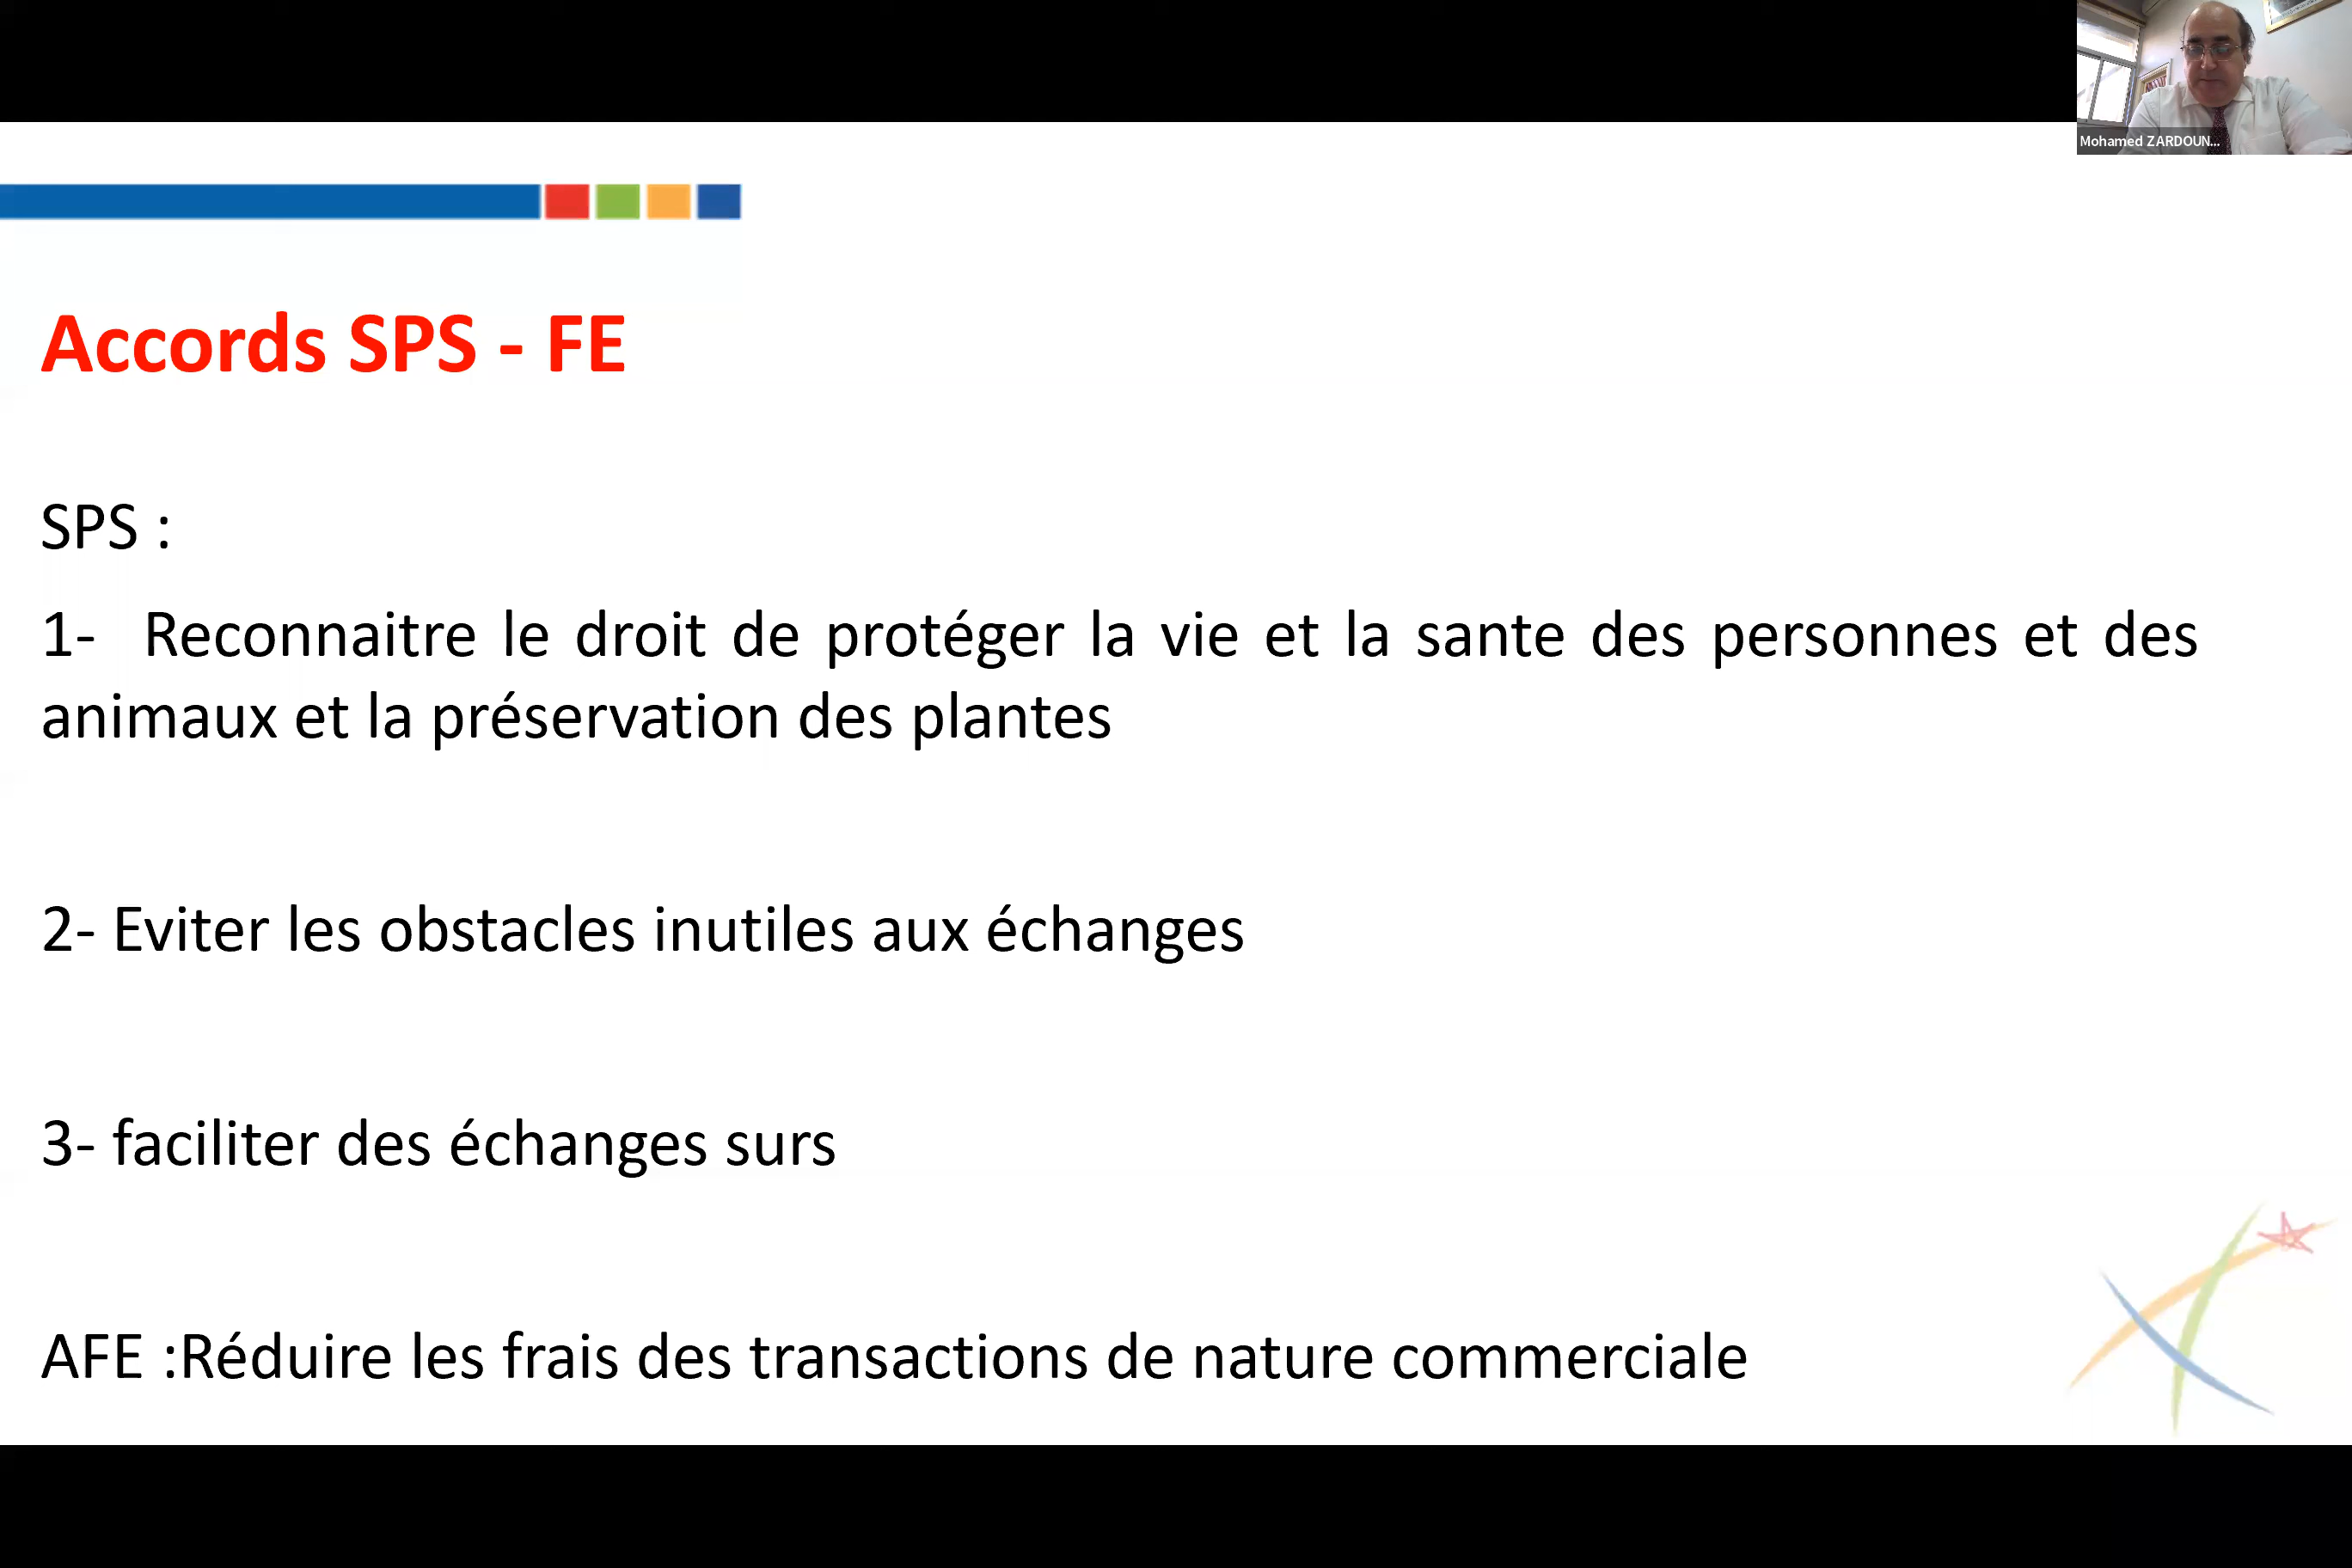 Mohamed ZARDOUN...
Accords SPS - FE
SPS :
1- Reconnaitre le droit de protéger la vie et la sante des personnes et des
animaux et la préservation des plantes
2- Eviter les obstacles inutiles aux échanges
3- faciliter des échanges surs
AFE :Réduire les frais des transactions de nature commerciale